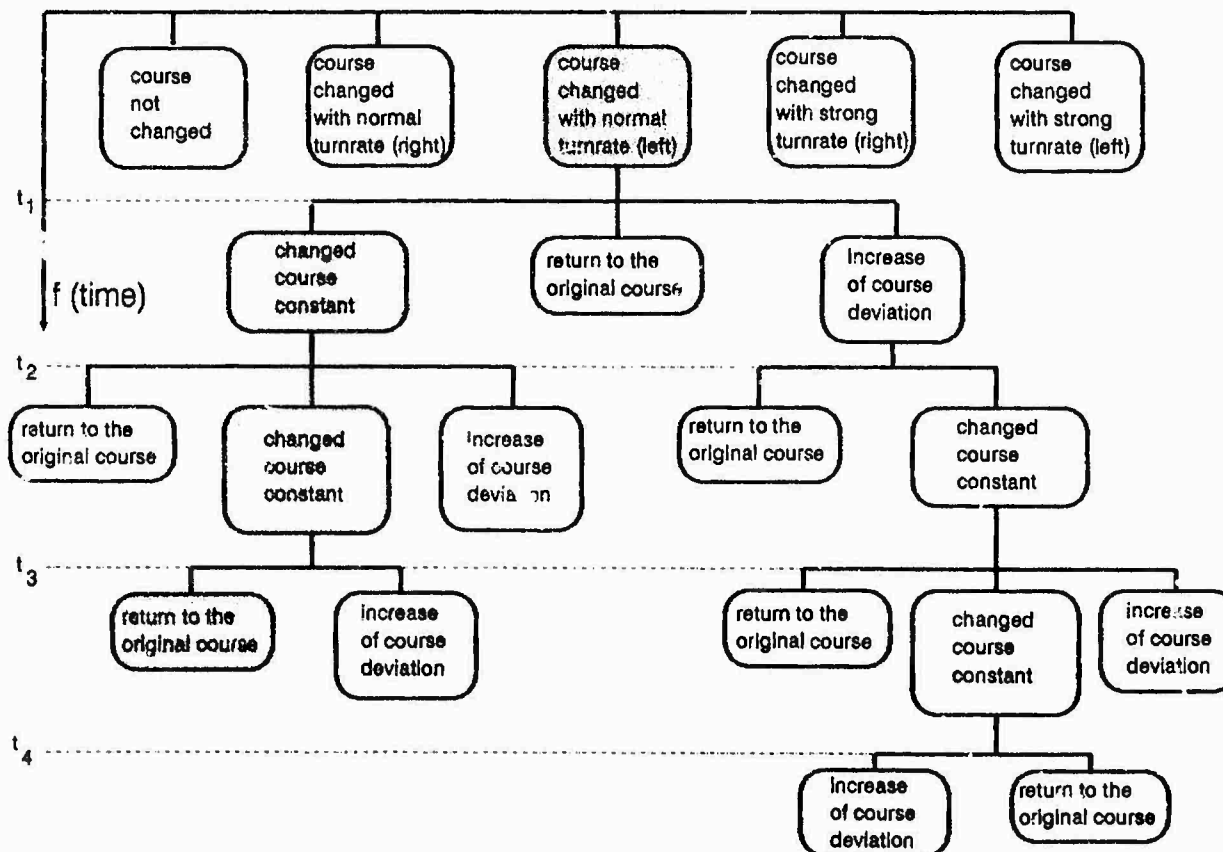 course
not
changed
course
changed
with normal
turnrate (right)
course
changed
with normal
turnrate (left)
course
changed
with strong
turnrate (right)
course
changed
with strong
turnrate (left)
t1
changed
course
constant
return to the
original course
Increase
of course
deviation
f (time)
t2
return to the
original course
changed
course
constant
Increase
of course
return to the
original course
changed
course
constant
t3
return to the
original course
increase
of course
deviation
return to the
original course
changed
course
constant
increase
of course
deviation
t4
Increase
of course
deviation
return to the
original course